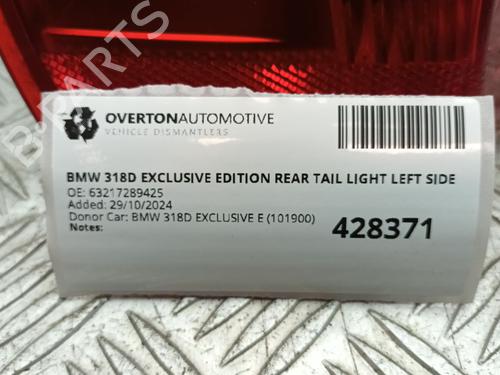 OVERTONAUTOMOTIVE
VEHICLE DISMANTLERS
BMW 318D EXCLUSIVE EDITION REAR TAIL LIGHT LEFT SIDE
OE: 63217289425
Added: 29/10/2024
Donor Car: BMW 318D EXCLUSIVE E (101900)
Notes:
428371
B-PARTS